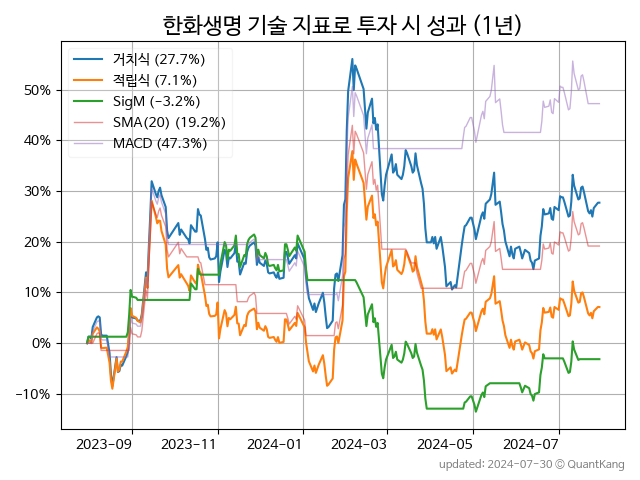 한화생명 기술 지표로 투자 시 성과 (1년)
거치식 (27.7%)
적립식 (7.1%)
SigM (−3.2%)
SMA(20) (19.2%)
MACD (47.3%)
50%
40%
30%
20%
10%
0%
−10%
2023-09 2023-11 2024-01 2024-03 2024-05 2024-07
updated: 2024-07-30 © QuantKang